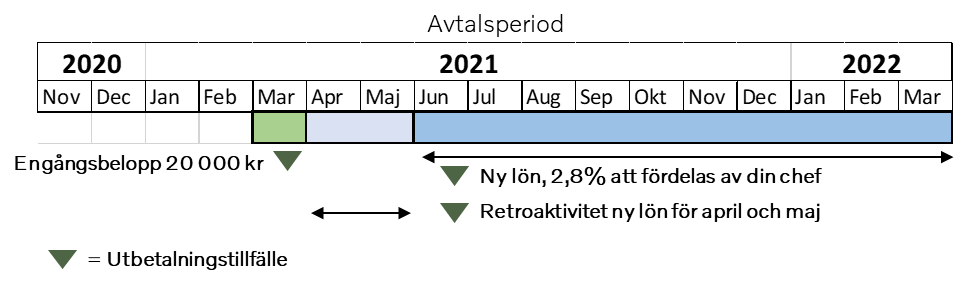 Avtalsperiod
2020 2021 2022
Nov Dec Jan Feb Mar Apr Maj Jun Jul Aug Sep Okt Nov Dec Jan Feb Mar
Engångsbelopp 20 000 kr
Ny lön, 2,8% att fördelas av din chef
Retroaktivitet ny lön för april och maj
= Utbetalningstillfälle